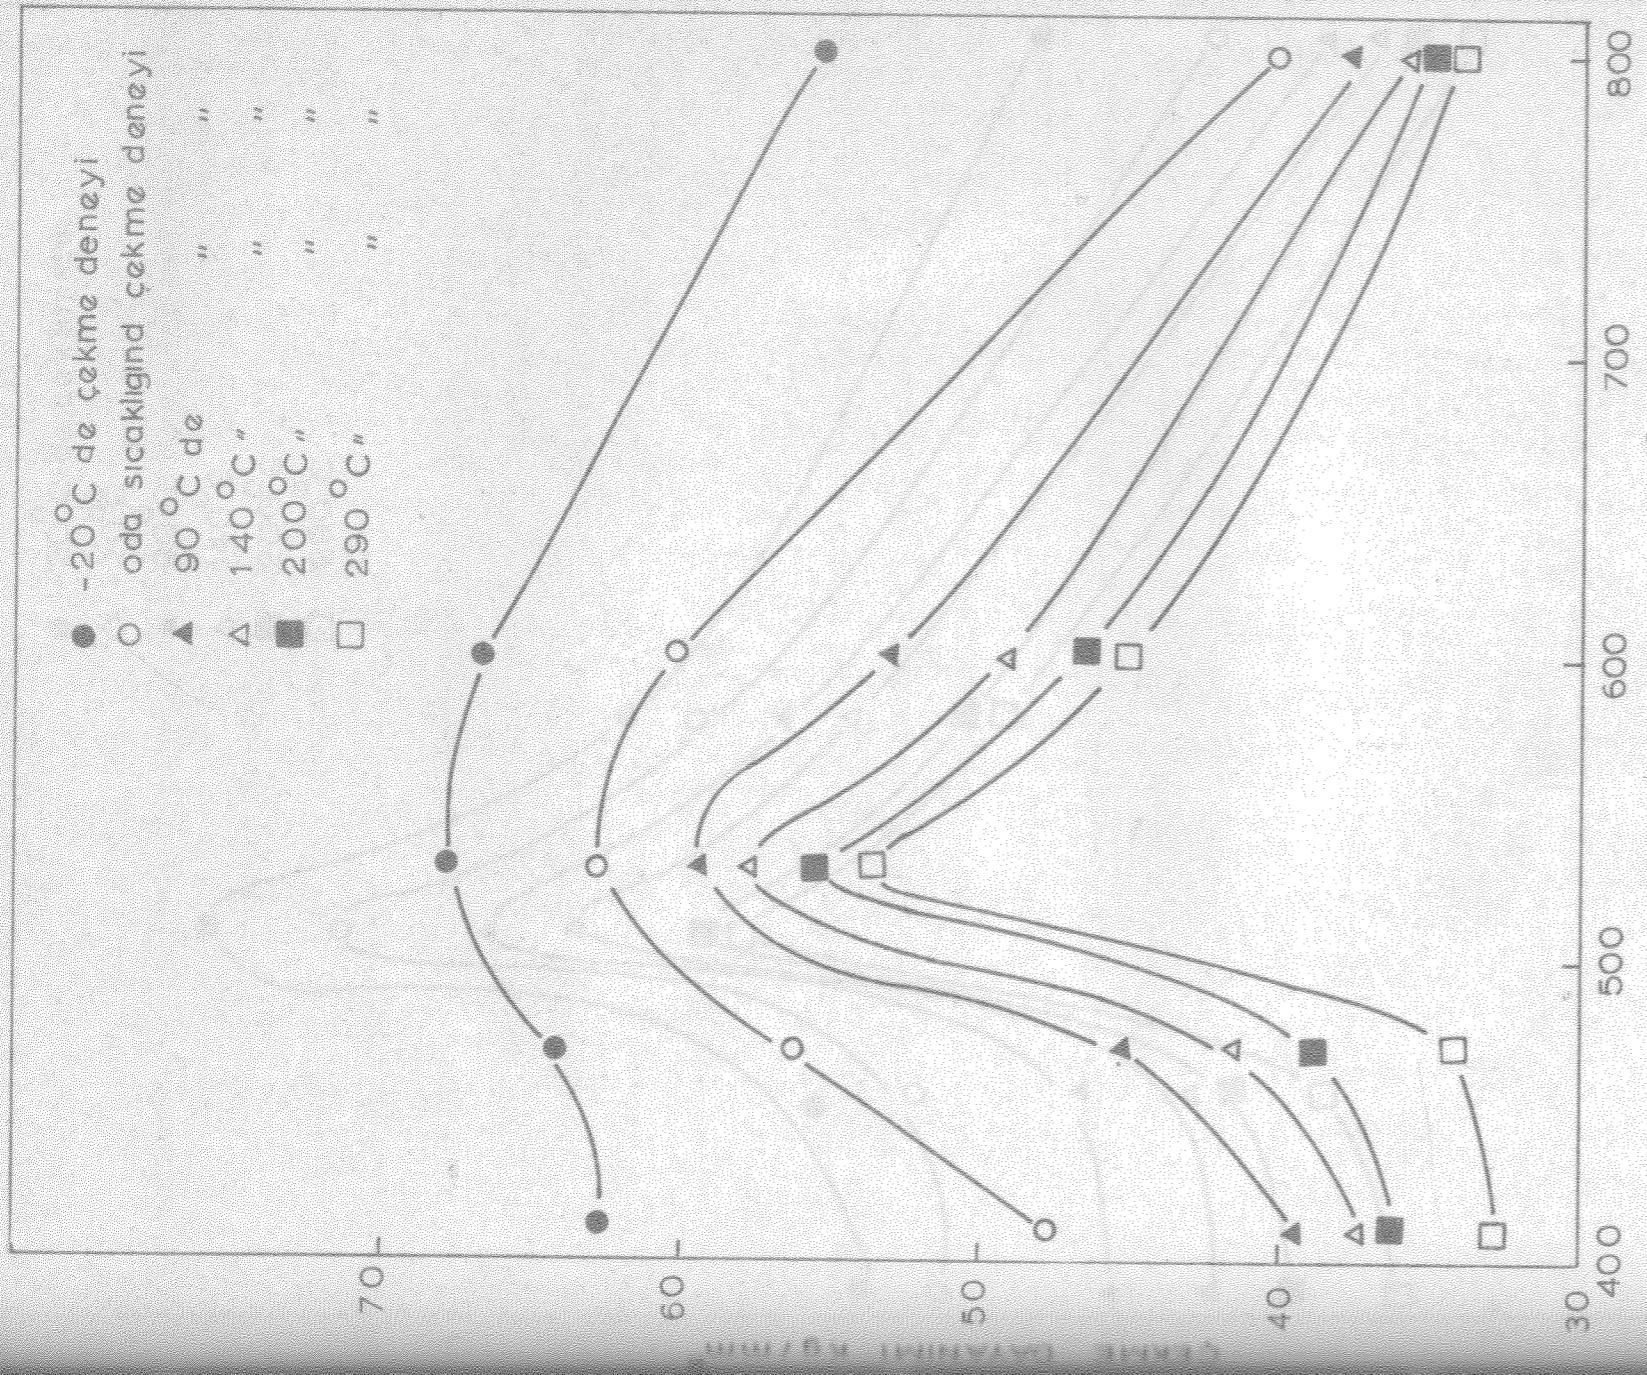 ● -20°C de çekme deneyi
○ oda sıcaklıgınd çekme deneyi
▲ 90°C de " "
△ 140°C " " "
■ 200°C " " "
□ 290°C " " "
70
60
50
40
30
400
500
600
700
800